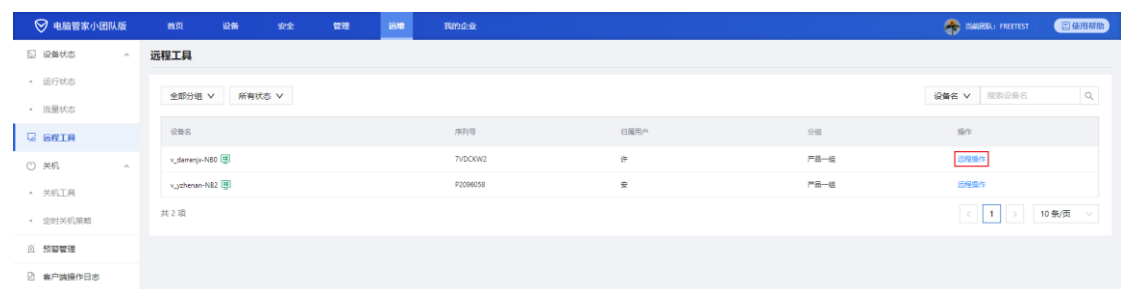 电脑管家小团队版 首页 设备 安全 管理 运维 我的企业 当前团队：FREETEST 使用帮助
设备状态
运行状态
流量状态
远程工具
关机
关机工具
定时关机策略
预警管理
客户端操作日志
远程工具
全部分组 所有状态 设备名 搜索设备名
设备名 序列号 归属用户 分组 操作
v_darrenjx-NB0 7VDCKW2 许 产品一组 远程操作
v_yzhenan-NB2 P2096058 安 产品一组 远程操作
共 2 项 < 1 > 10 条/页